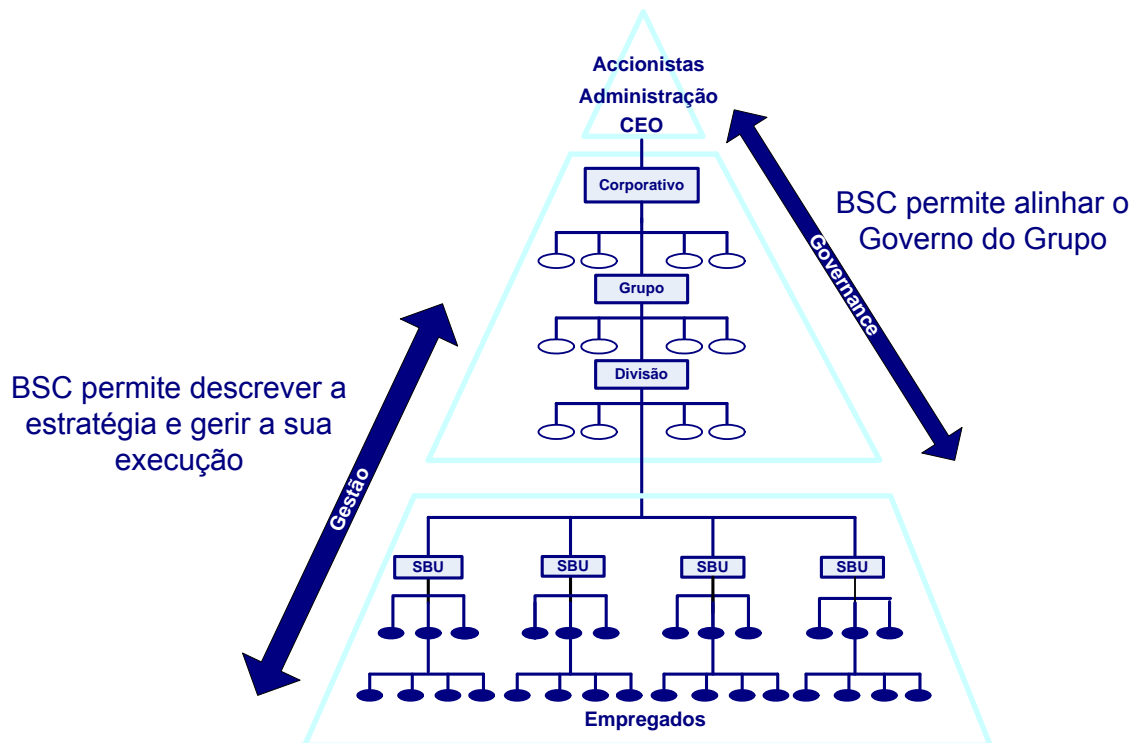 Accionistas
Administração
CEO
Corporativo
BSC permite alinhar o
Governo do Grupo
Governance
Grupo
Divisão
BSC permite descrever a
estratégia e gerir a sua
execução
Gestão
SBU
SBU
SBU
SBU
Empregados